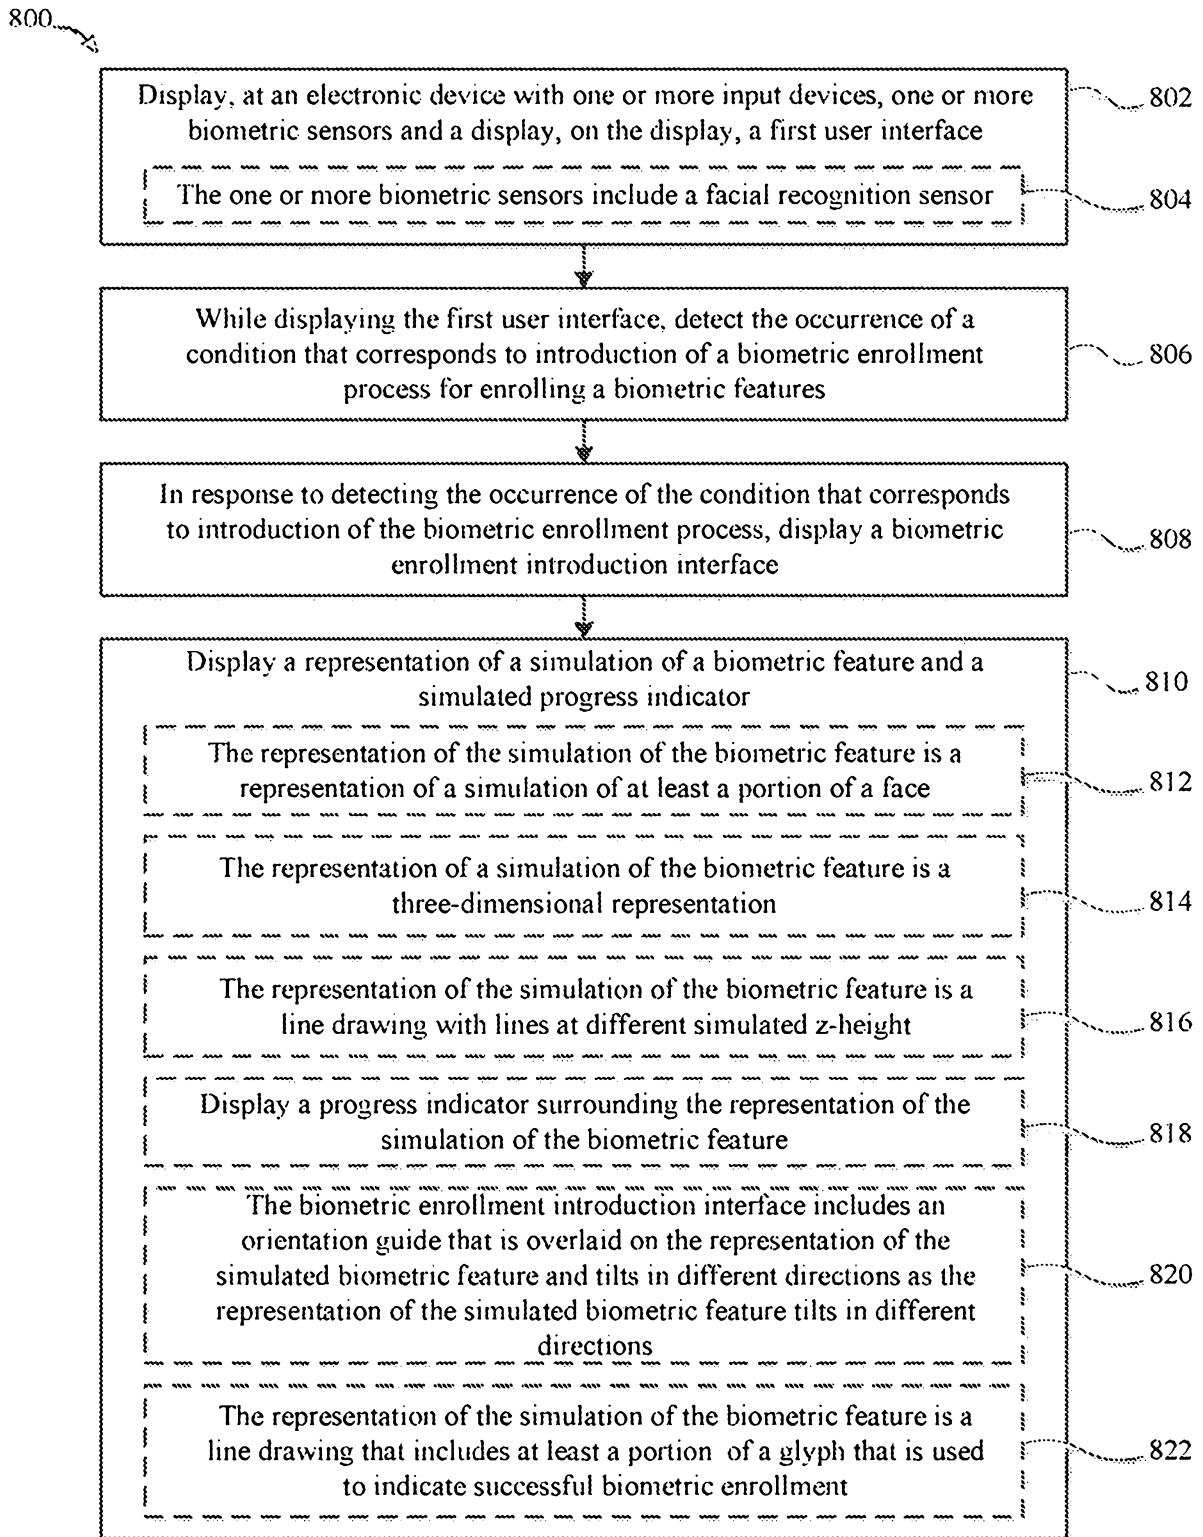 800
Display, at an electronic device with one or more input devices, one or more
biometric sensors and a display, on the display, a first user interface
802
The one or more biometric sensors include a facial recognition sensor
804
While displaying the first user interface, detect the occurrence of a
condition that corresponds to introduction of a biometric enrollment
process for enrolling a biometric features
806
In response to detecting the occurrence of the condition that corresponds
to introduction of the biometric enrollment process, display a biometric
enrollment introduction interface
808
Display a representation of a simulation of a biometric feature and a
simulated progress indicator
810
The representation of the simulation of the biometric feature is a
representation of a simulation of at least a portion of a face
812
The representation of a simulation of the biometric feature is a
three-dimensional representation
814
The representation of the simulation of the biometric feature is a
line drawing with lines at different simulated z-height
816
Display a progress indicator surrounding the representation of the
simulation of the biometric feature
818
The biometric enrollment introduction interface includes an
orientation guide that is overlaid on the representation of the
simulated biometric feature and tilts in different directions as the
representation of the simulated biometric feature tilts in different
directions
820
The representation of the simulation of the biometric feature is a
line drawing that includes at least a portion of a glyph that is used
to indicate successful biometric enrollment
822